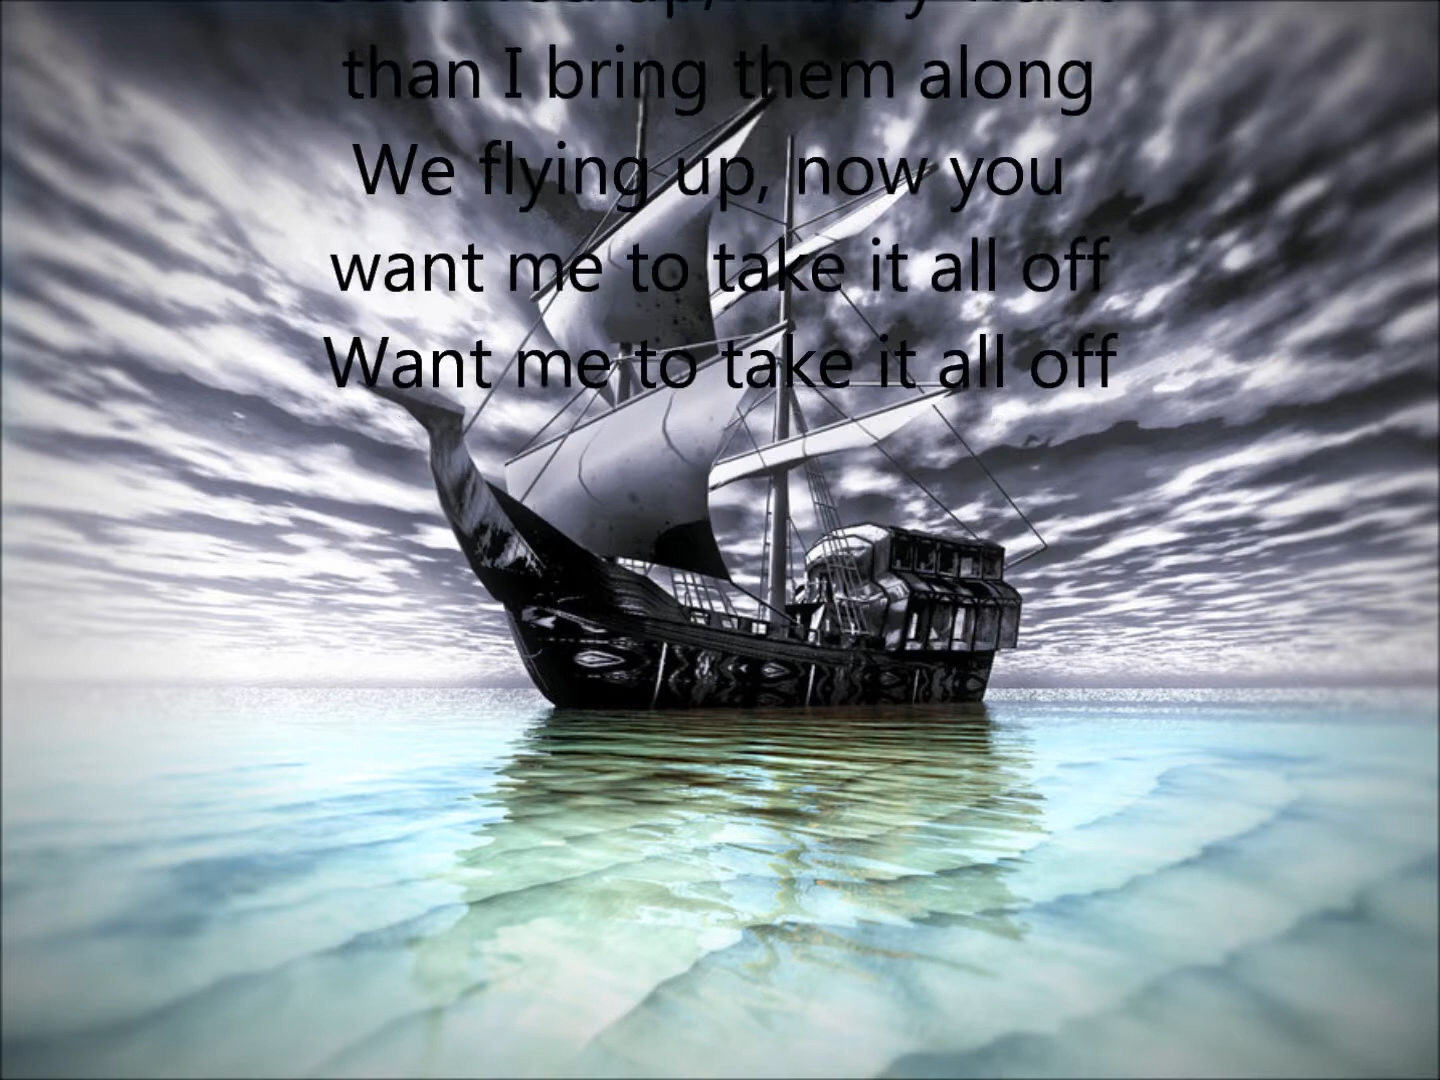 than I bring them along
We flying up, now you
want me to take it all off
Want me to take it all off